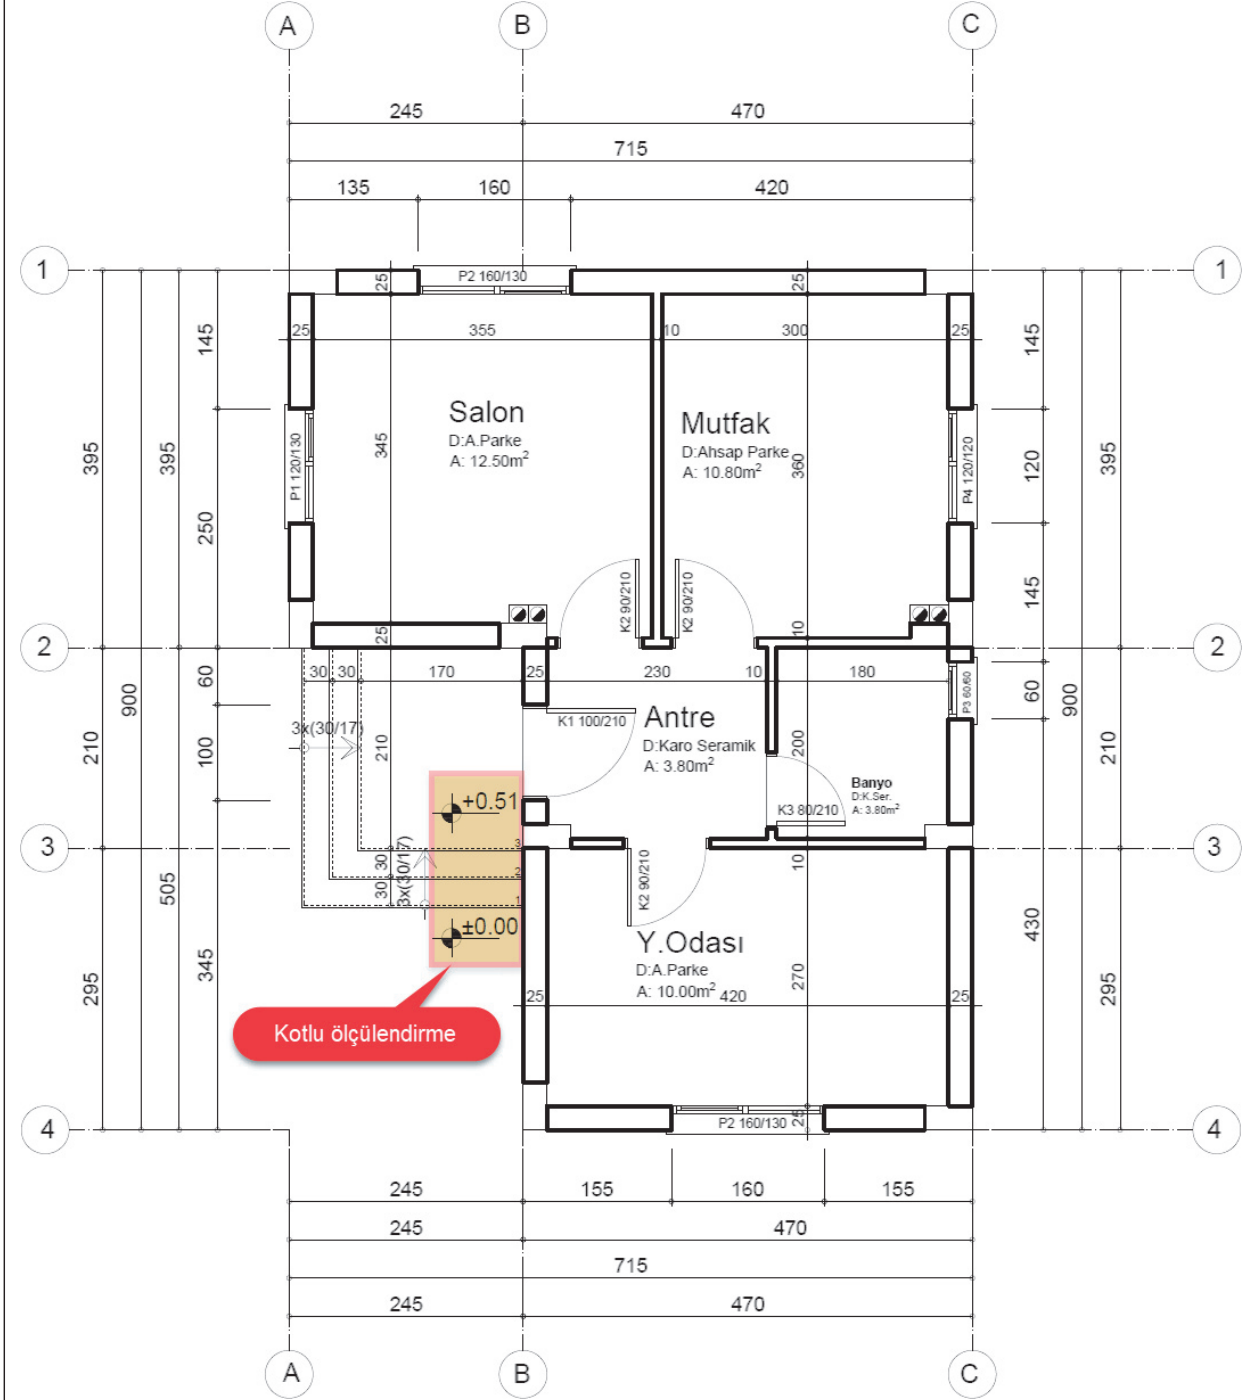 A B C
245 470
715
135 160 420
1 P2 160/130 1
25 25
25 355 10 300 25
145 145
Salon
D:A.Parke
A: 12.50m²
Mutfak
D:Ahsap Parke
A: 10.80m²
345 360
P1 120/130
P4 120/120
395 395 250 120 395
145
K2 90/210 K2 90/210
25 10
2 2
30 30 170 25 230 10 180
60 60
P3 60/60
900 900
3x(30/17)
K1 100/210
Antre
D:Karo Seramik
A: 3.80m²
210 100 210 200 210
Banyo
D:K.Ser.
A: 3.80m²
K3 80/210
+0.51
3 3
3
30
2
30
1
3x(30/17)
K2 90/210
10
505
±0.00
Y.Odası
D:A.Parke
A: 10.00m²
295 345 270 430 295
25 420 25
Kotlu ölçülendirme
4 P2 160/130 25 4
245 155 160 155
245 470
715
245 470
A B C